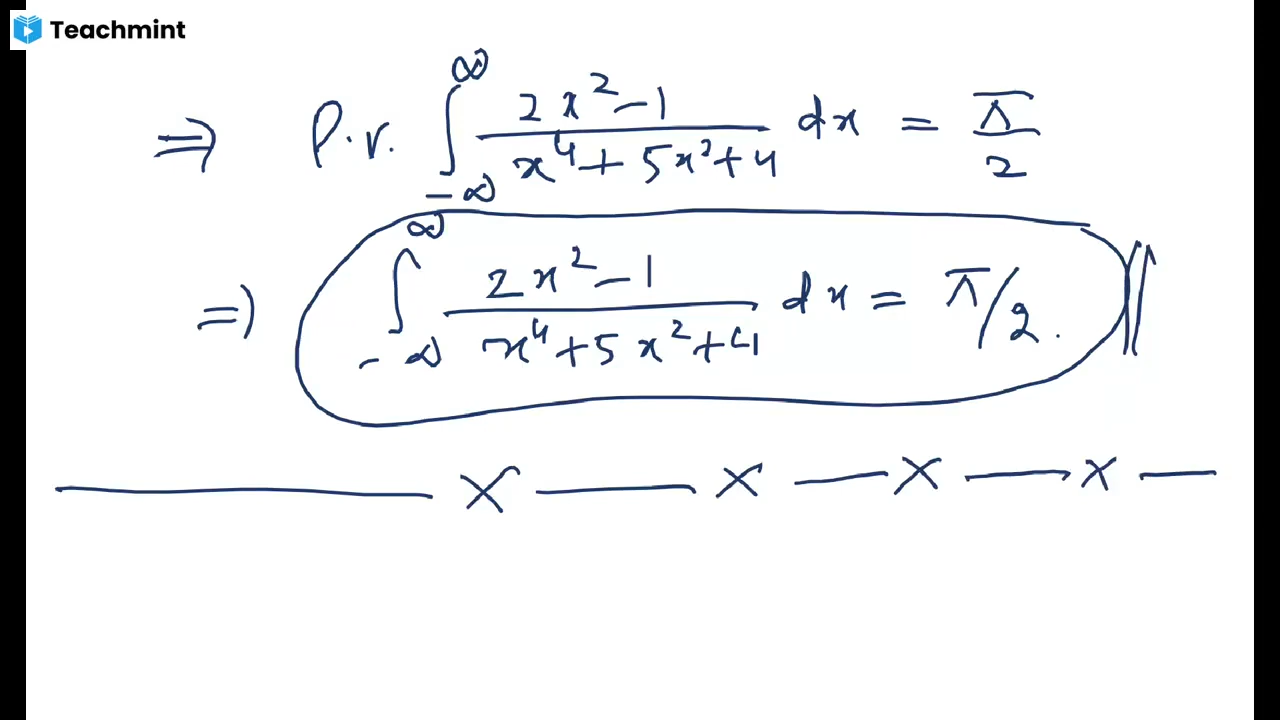 Teachmint
⇒ P.v. ∫_{-∞}^{∞} (2x² - 1)/(x⁴ + 5x² + 4) dx = π/2
⇒ ∫_{-∞}^{∞} (2x² - 1)/(x⁴ + 5x² + 4) dx = π/2. //
—— × —— × —— × —— × ——